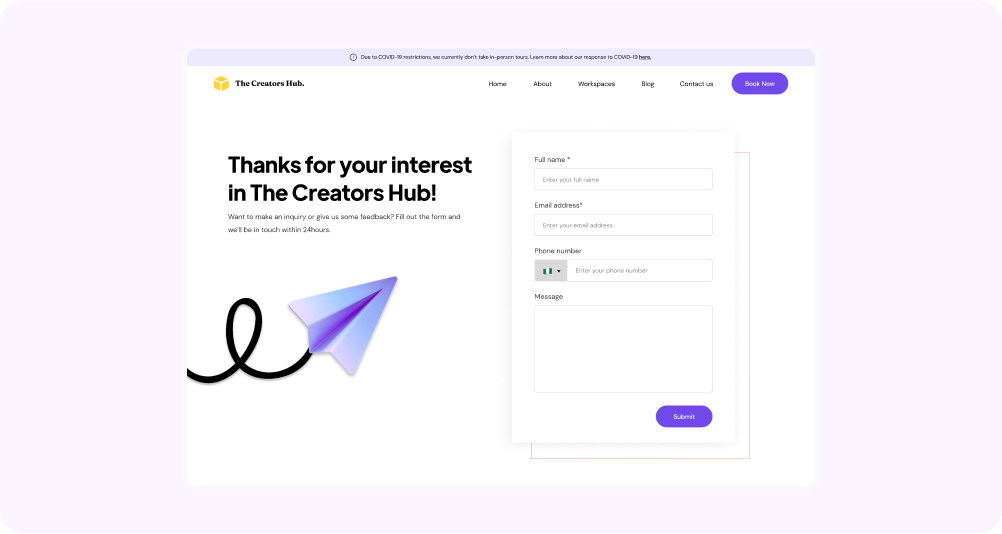 Due to COVID-19 restrictions, we currently don't take in-person tours. Learn more about our response to COVID-19 here.
The Creators Hub.
Home
About
Workspaces
Blog
Contact us
Book Now
Thanks for your interest
in The Creators Hub!
Want to make an inquiry or give us some feedback? Fill out the form and
we'll be in touch within 24hours.
Full name *
Enter your full name
Email address*
Enter your email address
Phone number
Enter your phone number
Message
Submit